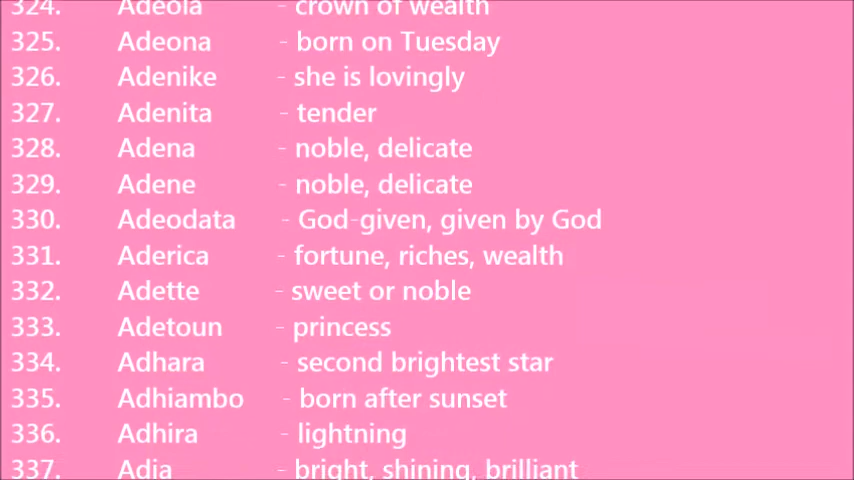 324. Adeola - crown of wealth
325. Adeona - born on Tuesday
326. Adenike - she is lovingly
327. Adenita - tender
328. Adena - noble, delicate
329. Adene - noble, delicate
330. Adeodata - God-given, given by God
331. Aderica - fortune, riches, wealth
332. Adette - sweet or noble
333. Adetoun - princess
334. Adhara - second brightest star
335. Adhiambo - born after sunset
336. Adhira - lightning
337. Adia - bright, shining, brilliant